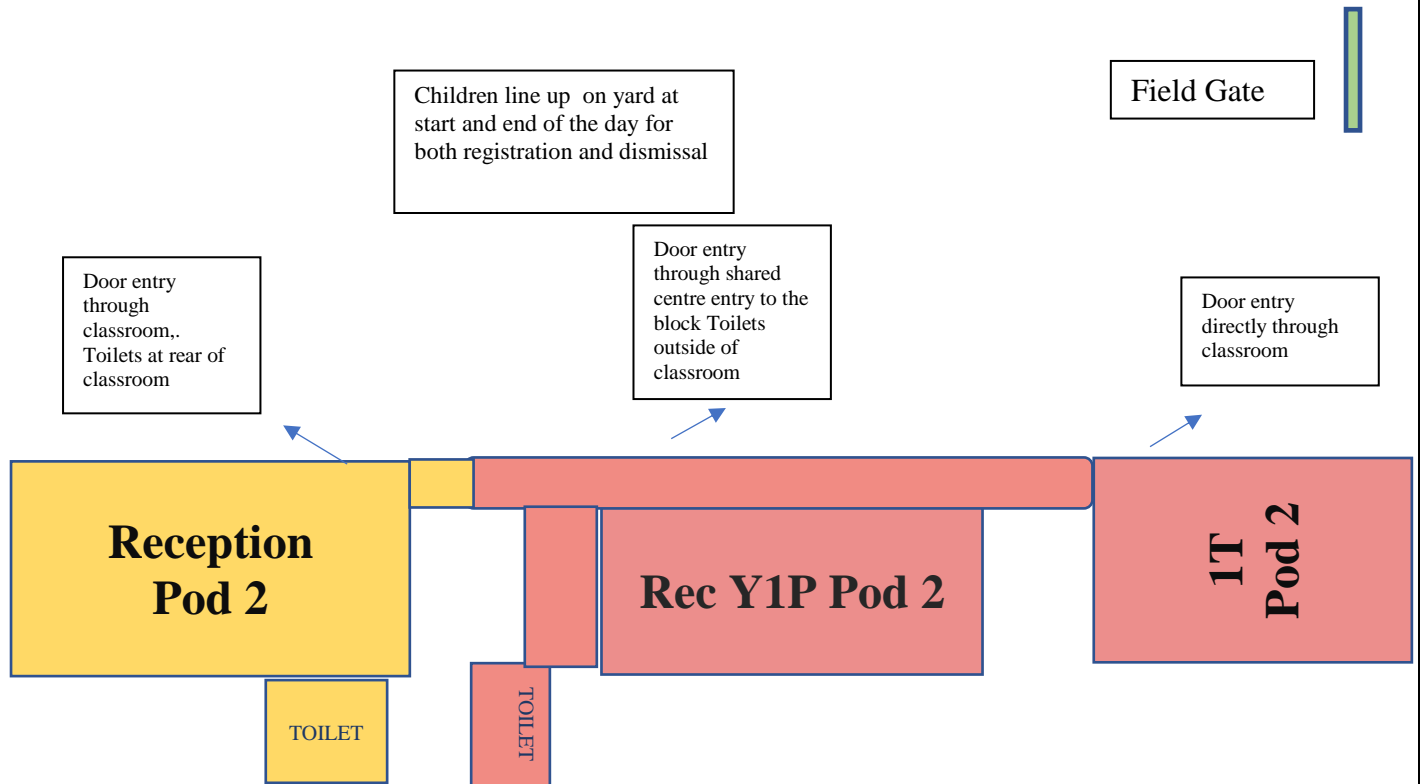 Field Gate
Children line up  on yard at
start and end of the day for
both registration and dismissal
Door entry
through
classroom,.
Toilets at rear of
classroom
Door entry
through shared
centre entry to the
block Toilets
outside of
classroom
Door entry
directly through
classroom
Reception
Pod 2
Rec Y1P Pod 2
1T
Pod 2
TOILET
TOILET